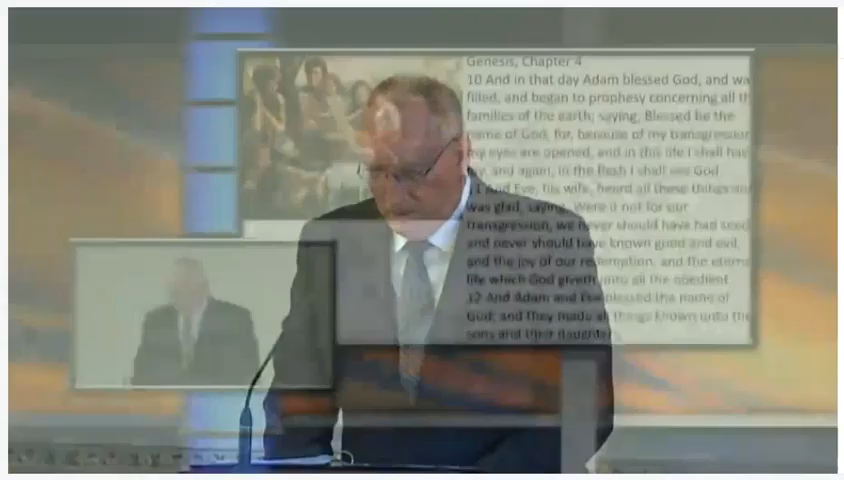 Genesis, Chapter 4
10 And in that day Adam blessed God, and wa
filled, and began to prophesy concerning all th
families of the earth; saying, Blessed be the
name of God, for, because of my transgression
my eyes are opened, and in this life I shall hav
and again, in the flesh I shall see God
And Eve, his wife, heard all these things an
was glad, saying, Were it not for our
transgression, we never should have had seed
and never should have known good and evil,
and the joy of our redemption, and the eterna
life which God giveth unto all the obedient
12 And Adam and Eve blessed the name of
God; and they made all things known unto the
sons and their daughte